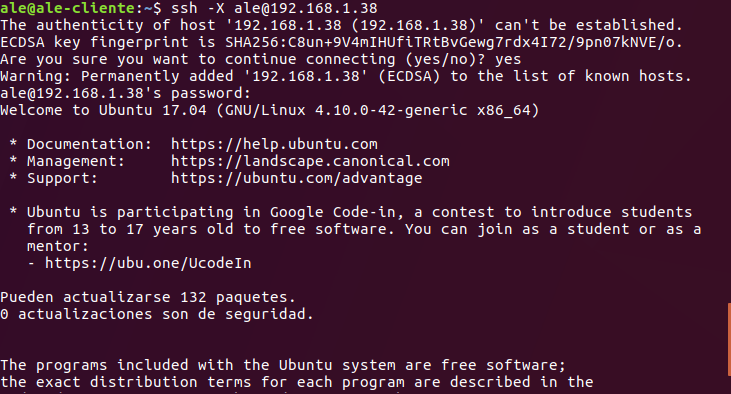 ale@ale-cliente:~$ ssh -X ale@192.168.1.38
The authenticity of host '192.168.1.38 (192.168.1.38)' can't be established.
ECDSA key fingerprint is SHA256:C8un+9V4mIHUfiTRtBvGewg7rdx4I72/9pn07kNVE/o.
Are you sure you want to continue connecting (yes/no)? yes
Warning: Permanently added '192.168.1.38' (ECDSA) to the list of known hosts.
ale@192.168.1.38's password:
Welcome to Ubuntu 17.04 (GNU/Linux 4.10.0-42-generic x86_64)
* Documentation:  https://help.ubuntu.com
* Management:     https://landscape.canonical.com
* Support:        https://ubuntu.com/advantage
* Ubuntu is participating in Google Code-in, a contest to introduce students
from 13 to 17 years old to free software. You can join as a student or as a
mentor:
- https://ubu.one/UcodeIn
Pueden actualizarse 132 paquetes.
0 actualizaciones son de seguridad.
The programs included with the Ubuntu system are free software;
the exact distribution terms for each program are described in the